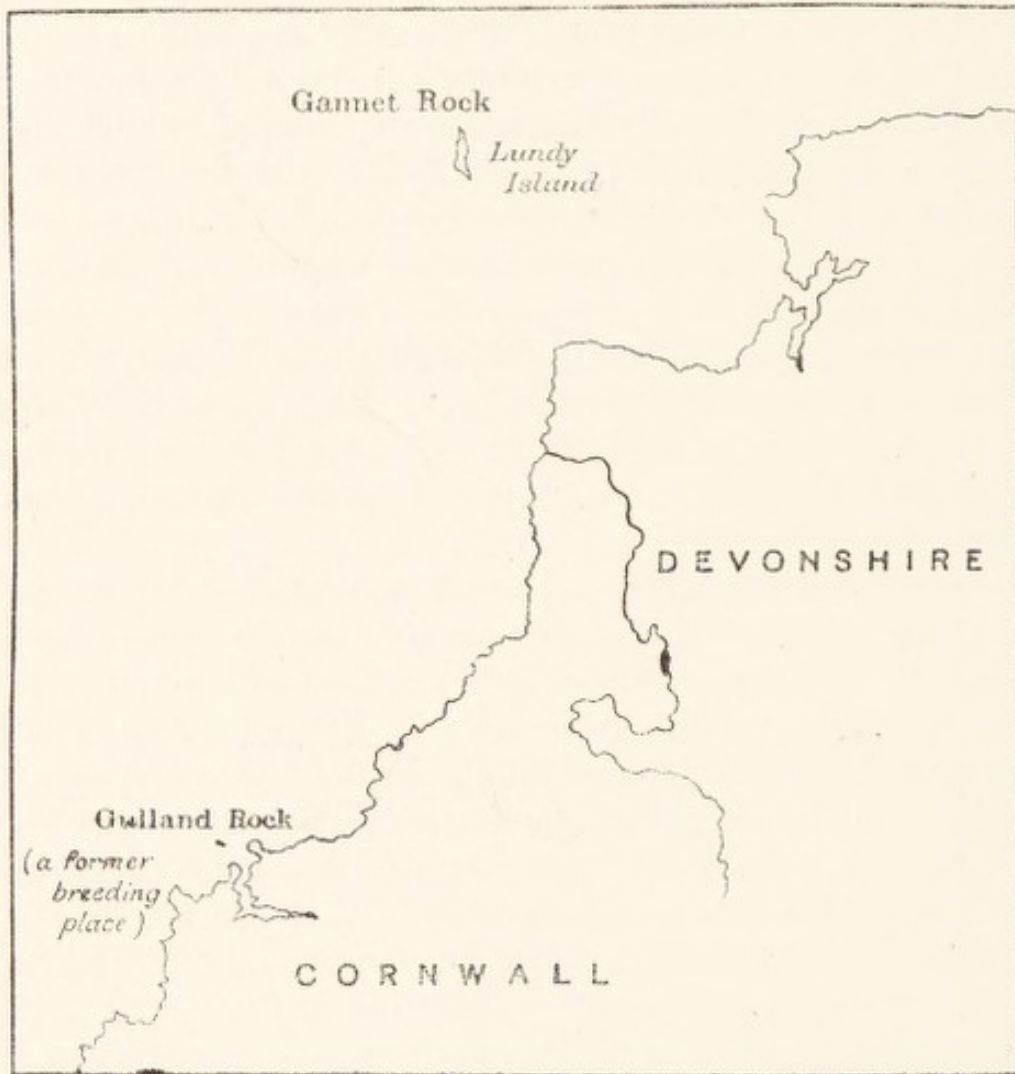 Gannet Rock
Lundy
Island
DEVONSHIRE
Gulland Rock
(a former
breeding
place)
CORNWALL